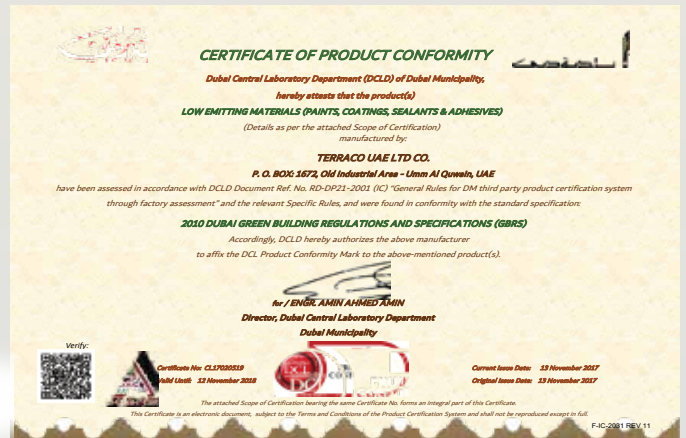 CERTIFICATE OF PRODUCT CONFORMITY
Dubai Central Laboratory Department (DCLD) of Dubai Municipality,
hereby attests that the product(s)
LOW EMITTING MATERIALS (PAINTS, COATINGS, SEALANTS & ADHESIVES)
(Details as per the attached Scope of Certification)
manufactured by:
TERRACO UAE LTD CO.
P. O. BOX: 1672, Old Industrial Area - Umm Al Quwain, UAE
have been assessed in accordance with DCLD Document Ref. No. RD-DP21-2001 (IC) "General Rules for DM third party product certification system
through factory assessment" and the relevant Specific Rules, and were found in conformity with the standard specification:
2010 DUBAI GREEN BUILDING REGULATIONS AND SPECIFICATIONS (GBRS)
Accordingly, DCLD hereby authorizes the above manufacturer
to affix the DCL Product Conformity Mark to the above-mentioned product(s).
for / ENGR. AMIN AHMED AMIN
Director, Dubai Central Laboratory Department
Dubai Municipality
Verify:
Certificate No: CL17020519
Valid Until: 12 November 2018
DCL
Current Issue Date: 13 November 2017
Original Issue Date: 13 November 2017
The attached Scope of Certification bearing the same Certificate No. forms an integral part of this Certificate.
This Certificate is an electronic document, subject to the Terms and Conditions of the Product Certification System and shall not be reproduced except in full.
F-IC-2031 REV 11